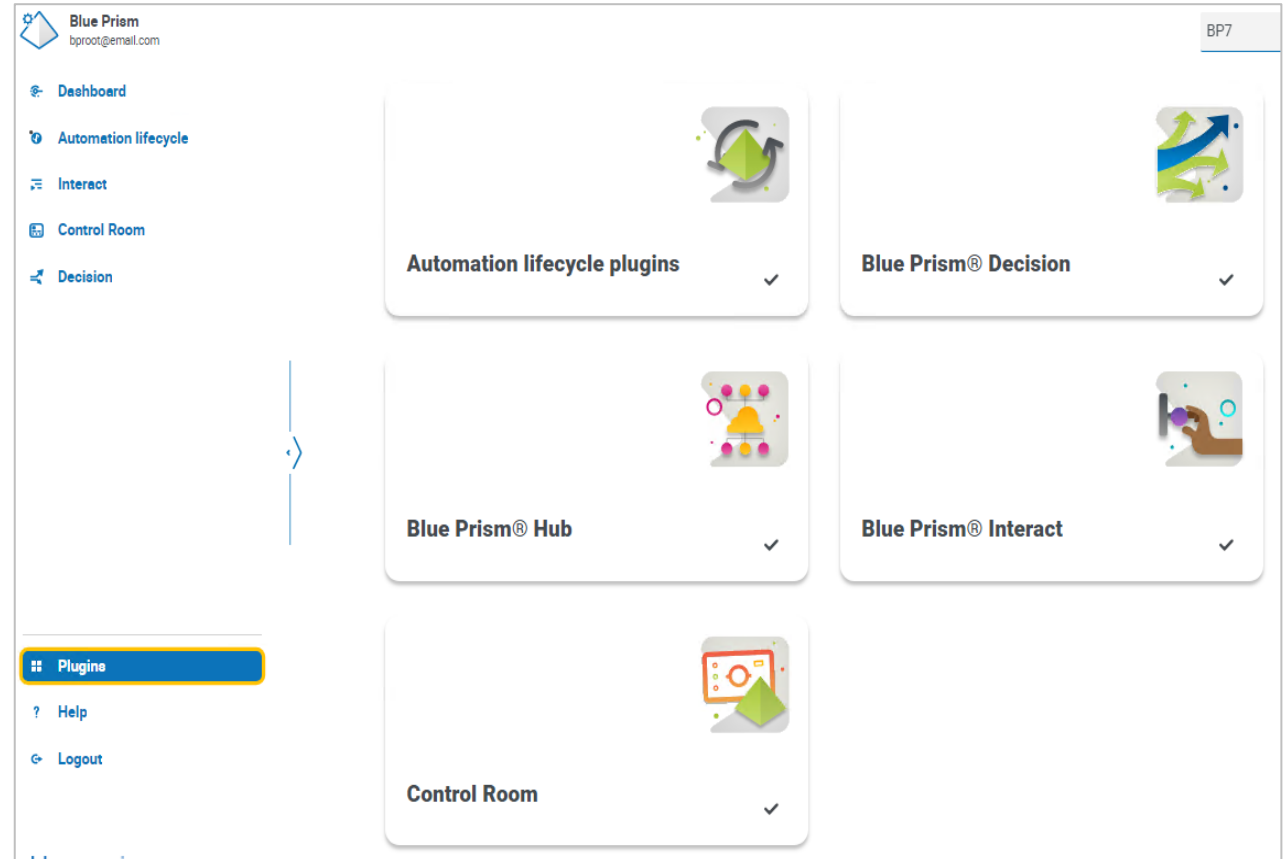 Blue Prism
bproot@email.com
BP7
Dashboard
Automation lifecycle
Interact
Control Room
Decision
Automation lifecycle plugins
Blue Prism® Decision
Blue Prism® Hub
Blue Prism® Interact
Plugins
? Help
Logout
Control Room